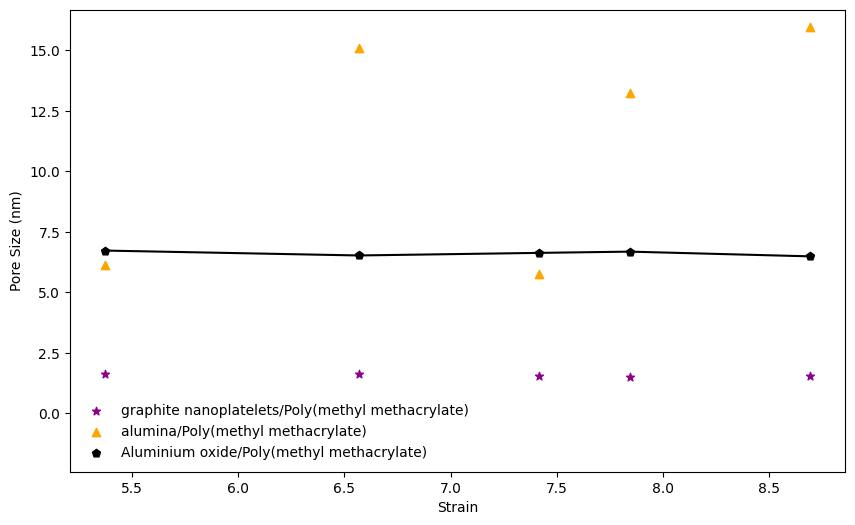 15.0
12.5
10.0
7.5
5.0
2.5
0.0
Pore Size (nm)
graphite nanoplatelets/Poly(methyl methacrylate)
alumina/Poly(methyl methacrylate)
Aluminium oxide/Poly(methyl methacrylate)
5.5 6.0 6.5 7.0 7.5 8.0 8.5
Strain